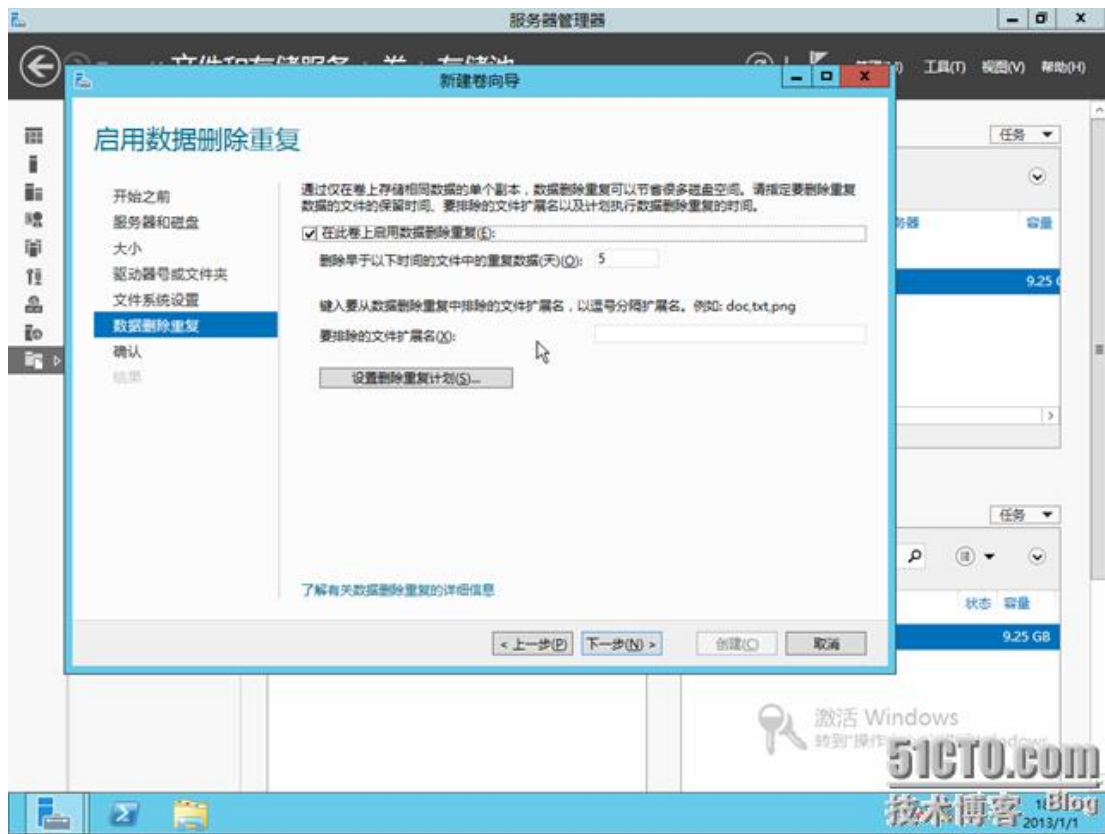 服务器管理器
工具(T) 视图(V) 帮助(H)
新建卷向导
启用数据删除重复
开始之前
服务器和磁盘
大小
驱动器号或文件夹
文件系统设置
数据删除重复
确认
结果
通过仅在卷上存储相同数据的单个副本，数据删除重复可以节省很多磁盘空间。请指定要删除重复
数据的文件的保留时间、要排除的文件扩展名以及计划执行数据删除重复的时间。
在此卷上启用数据删除重复(E):
删除早于以下时间的文件中的重复数据(天)(O): 5
键入要从数据删除重复中排除的文件扩展名，以逗号分隔扩展名。例如: doc,txt,png
要排除的文件扩展名(X):
设置删除重复计划(S)...
了解有关数据删除重复的详细信息
< 上一步(P) 下一步(N) > 创建(C) 取消
任务
容量
9.25
任务
状态 容量
9.25 GB
激活 Windows
51CTO.com
技术博客 Blog
2013/1/1